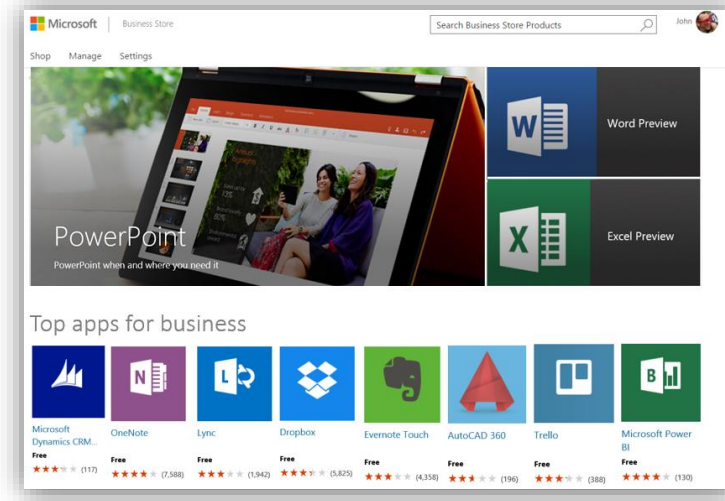 Microsoft | Business Store
Search Business Store Products
John
Shop Manage Settings
PowerPoint
PowerPoint when and where you need it
Word Preview
Excel Preview
Top apps for business
Microsoft Dynamics CRM...
Free
(117)
OneNote
Free
(7,588)
Lync
Free
(1,942)
Dropbox
Free
(5,825)
Evernote Touch
Free
(4,358)
AutoCAD 360
Free
(196)
Trello
Free
(388)
Microsoft Power BI
Free
(130)